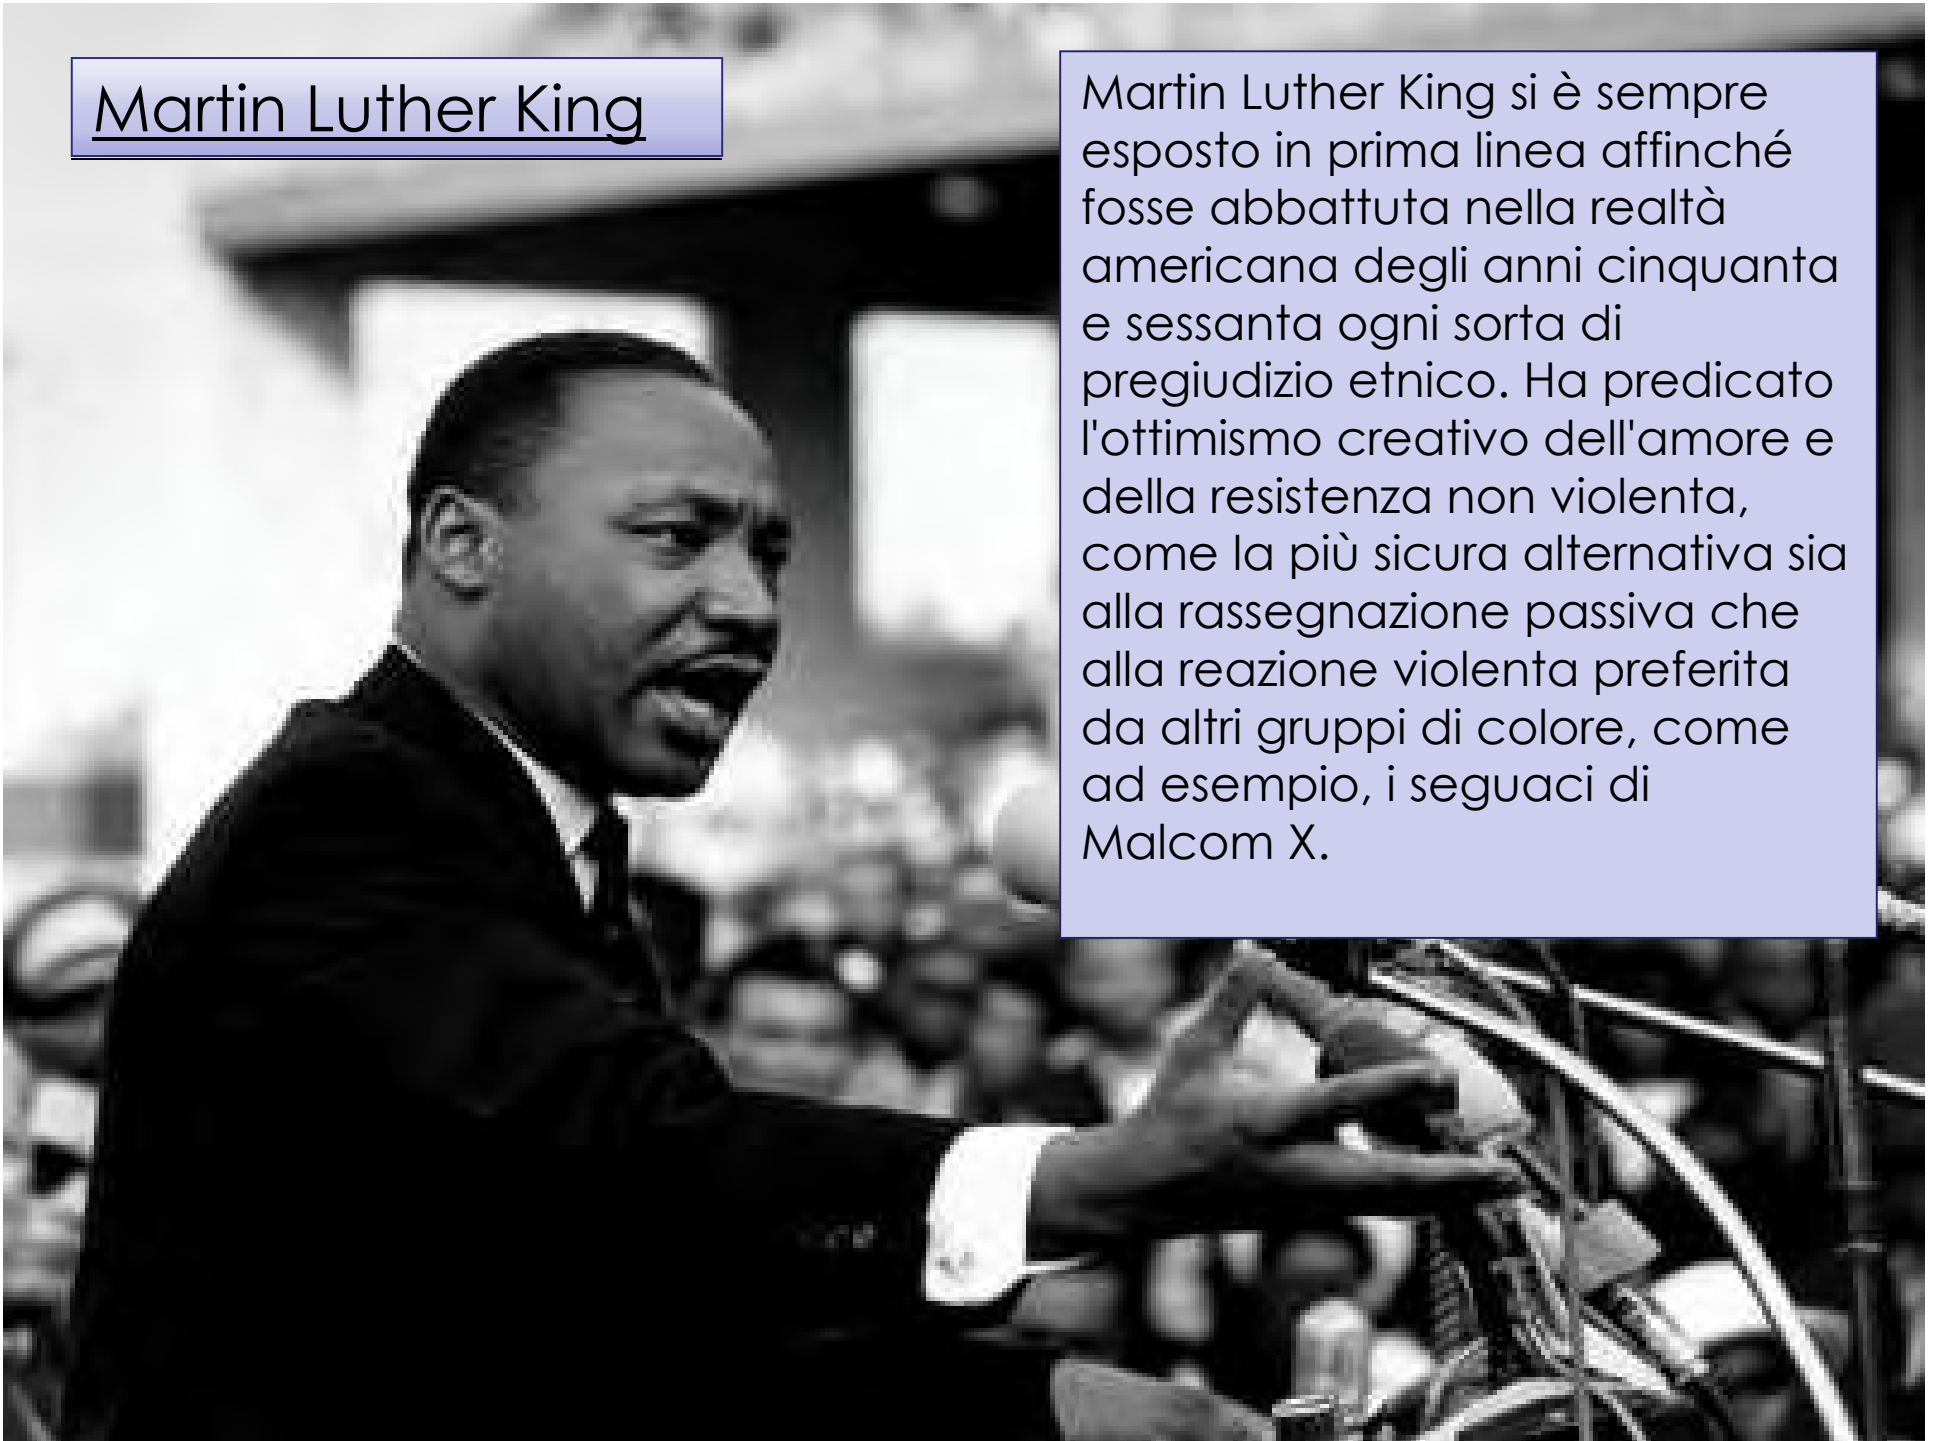 Martin Luther King
Martin Luther King si è sempre
esposto in prima linea affinché
fosse abbattuta nella realtà
americana degli anni cinquanta
e sessanta ogni sorta di
pregiudizio etnico. Ha predicato
l'ottimismo creativo dell'amore e
della resistenza non violenta,
come la più sicura alternativa sia
alla rassegnazione passiva che
alla reazione violenta preferita
da altri gruppi di colore, come
ad esempio, i seguaci di
Malcom X.